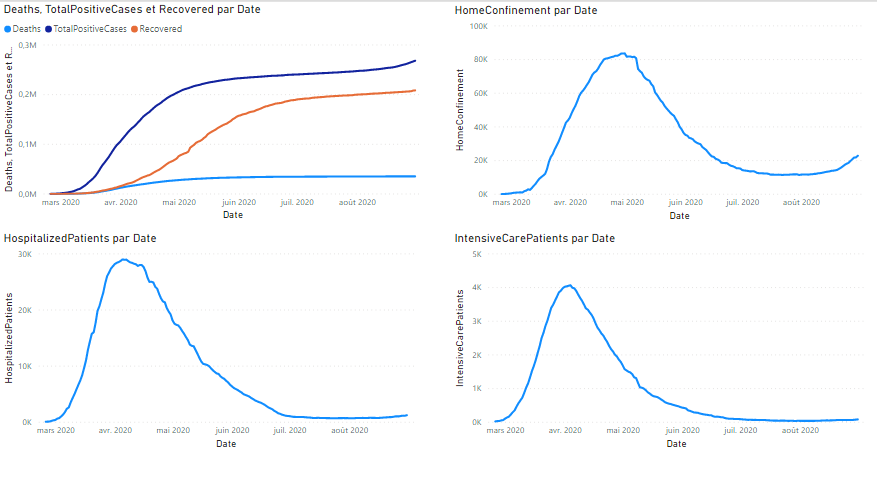 Deaths, TotalPositiveCases et Recovered par Date
Deaths TotalPositiveCases Recovered
Deaths, TotalPositiveCases et R...
0,3M
0,2M
0,1M
0,0M
mars 2020 avr. 2020 mai 2020 juin 2020 juil. 2020 août 2020
Date
HomeConfinement par Date
HomeConfinement
100K
80K
60K
40K
20K
0K
mars 2020 avr. 2020 mai 2020 juin 2020 juil. 2020 août 2020
Date
HospitalizedPatients par Date
HospitalizedPatients
30K
20K
10K
0K
mars 2020 avr. 2020 mai 2020 juin 2020 juil. 2020 août 2020
Date
IntensiveCarePatients par Date
IntensiveCarePatients
5K
4K
3K
2K
1K
0K
mars 2020 avr. 2020 mai 2020 juin 2020 juil. 2020 août 2020
Date